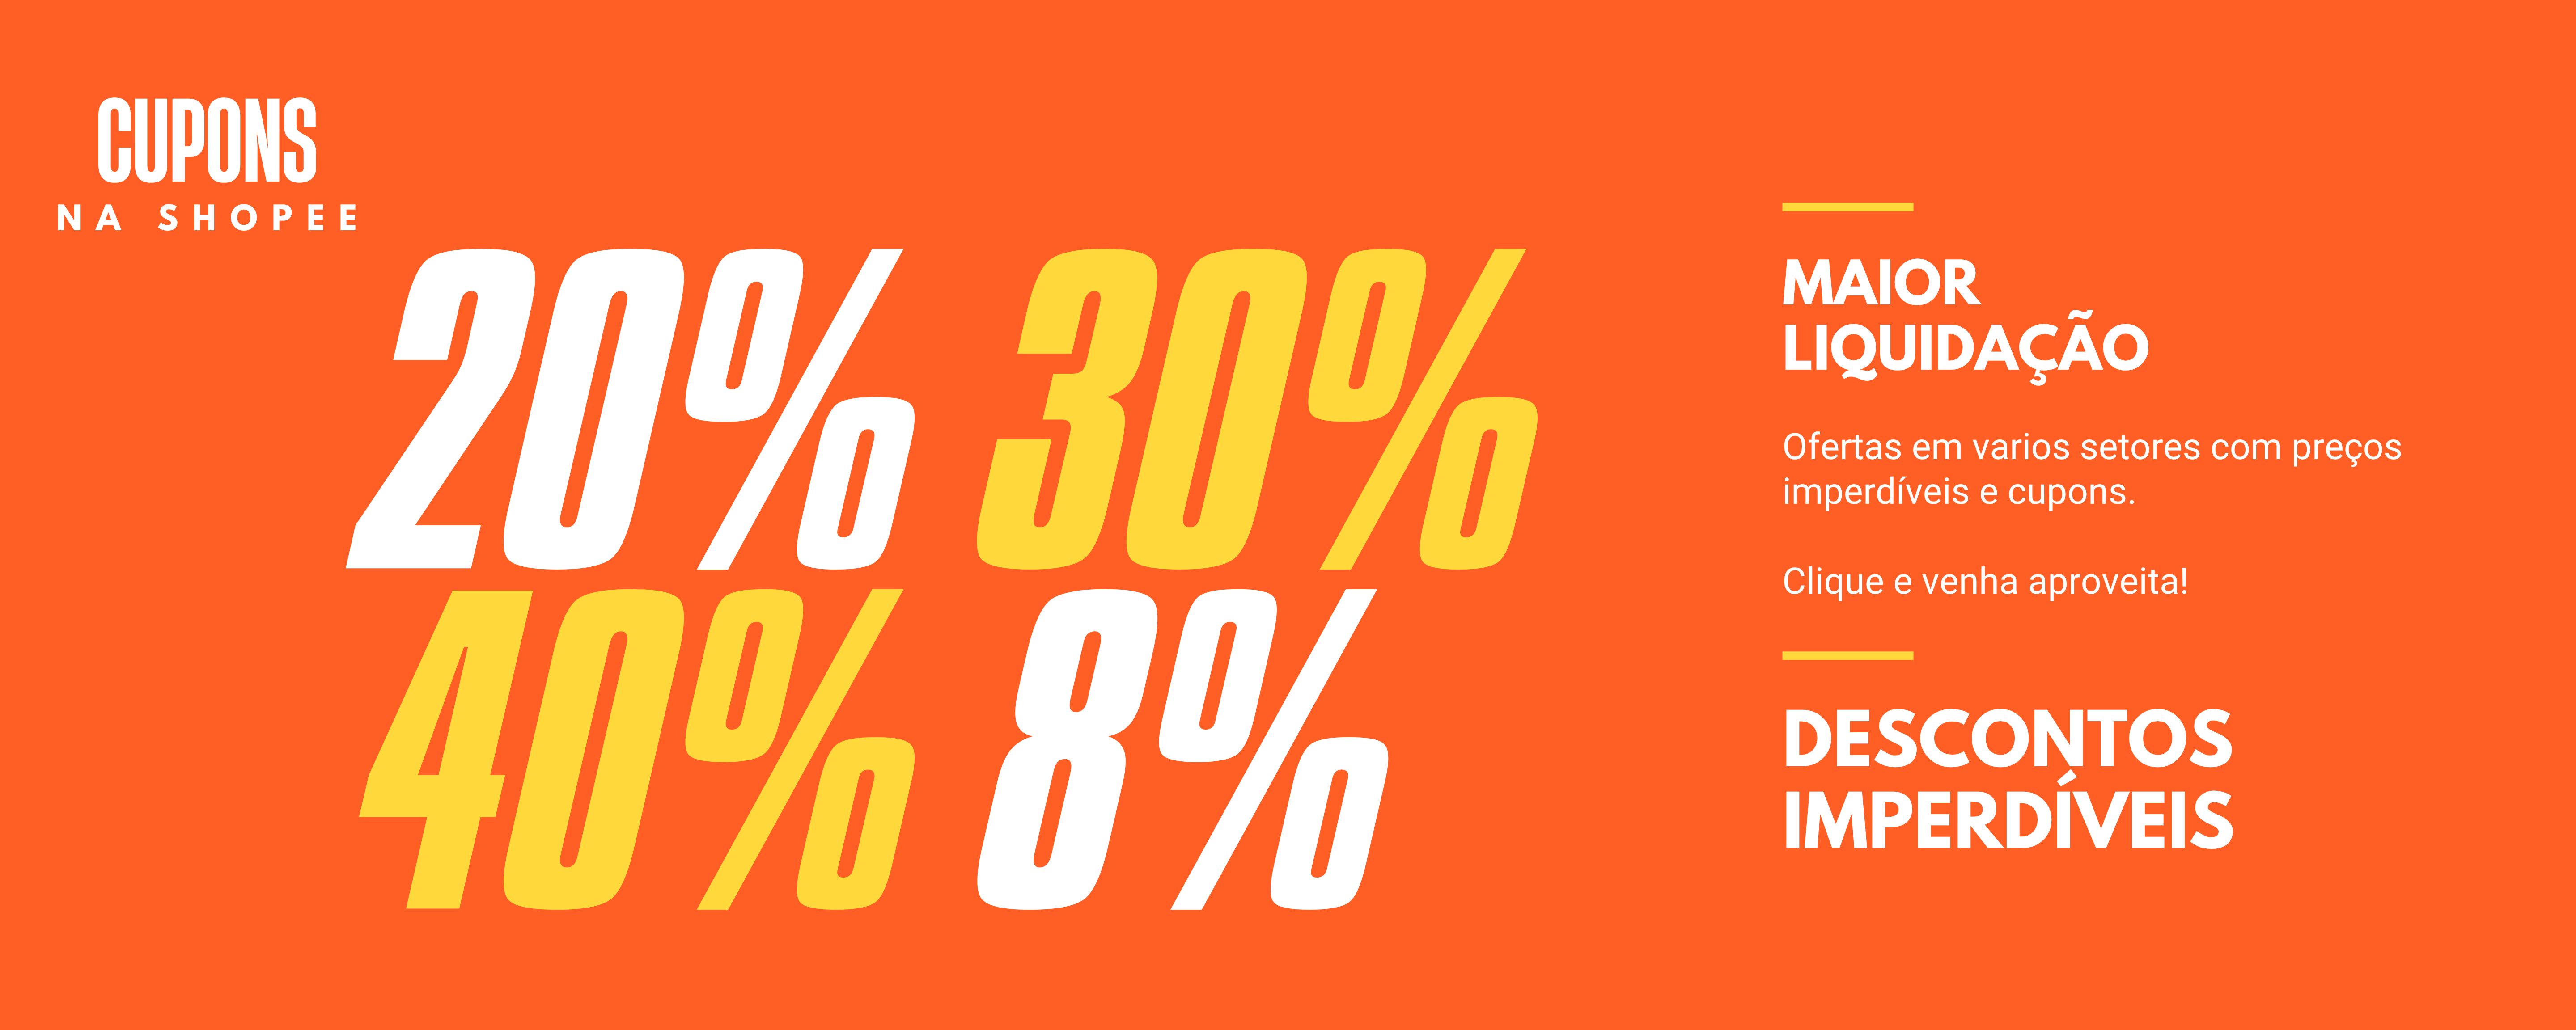 CUPONS
NA SHOPEE
20% 30%
40% 8%
MAIOR
LIQUIDAÇÃO
Ofertas em varios setores com preços
imperdíveis e cupons.
Clique e venha aproveita!
DESCONTOS
IMPERDÍVEIS